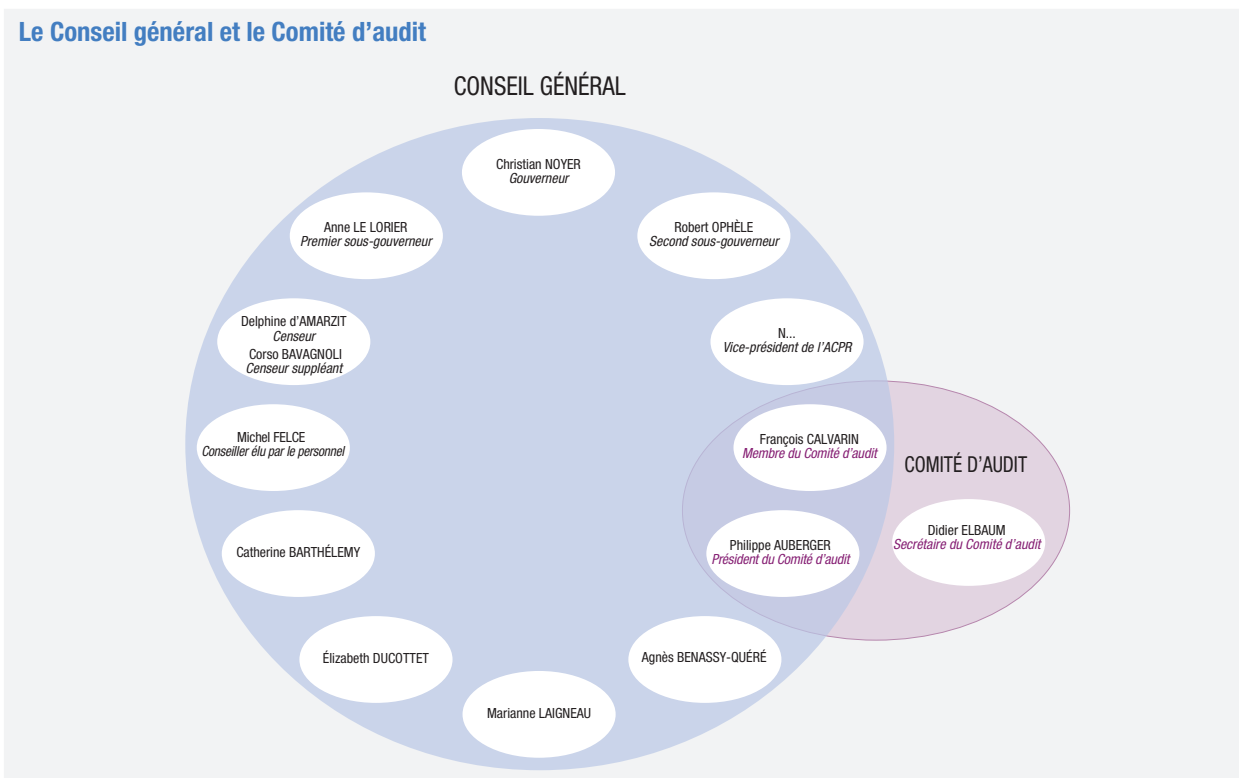 Le Conseil général et le Comité d'audit
CONSEIL GÉNÉRAL
Christian NOYER
Gouverneur
Anne LE LORIER
Premier sous-gouverneur
Robert OPHÈLE
Second sous-gouverneur
Delphine d'AMARZIT
Censeur
Corso BAVAGNOLI
Censeur suppléant
N...
Vice-président de l'ACPR
Michel FELCE
Conseiller élu par le personnel
François CALVARIN
Membre du Comité d'audit
COMITÉ D'AUDIT
Didier ELBAUM
Secrétaire du Comité d'audit
Catherine BARTHÉLEMY
Philippe AUBERGER
Président du Comité d'audit
Élizabeth DUCOTTET
Agnès BENASSY-QUÉRÉ
Marianne LAIGNEAU